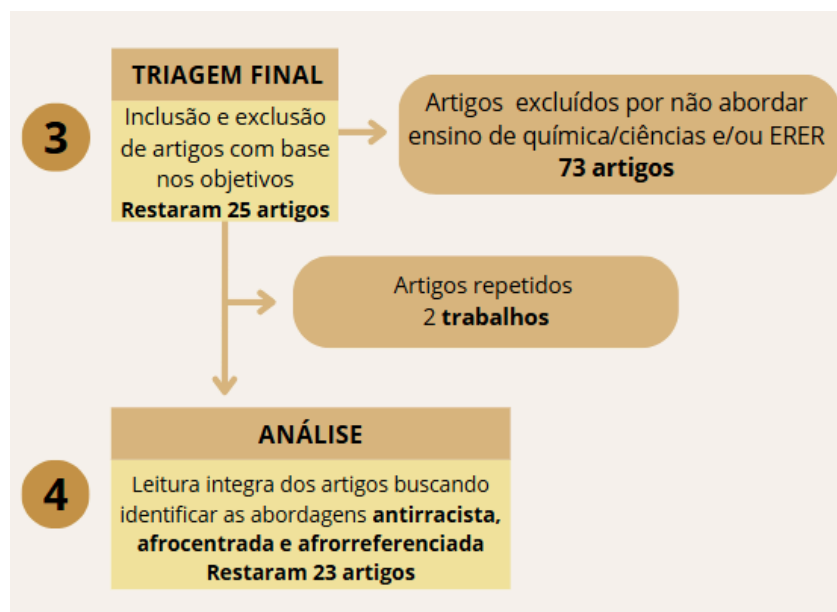 3
TRIAGEM FINAL
Inclusão e exclusão
de artigos com base
nos objetivos
Restaram 25 artigos
Artigos excluídos por não abordar
ensino de química/ciências e/ou ERER
73 artigos
Artigos repetidos
2 trabalhos
4
ANÁLISE
Leitura integra dos artigos buscando
identificar as abordagens antirracista,
afrocentrada e afrorreferenciada
Restaram 23 artigos